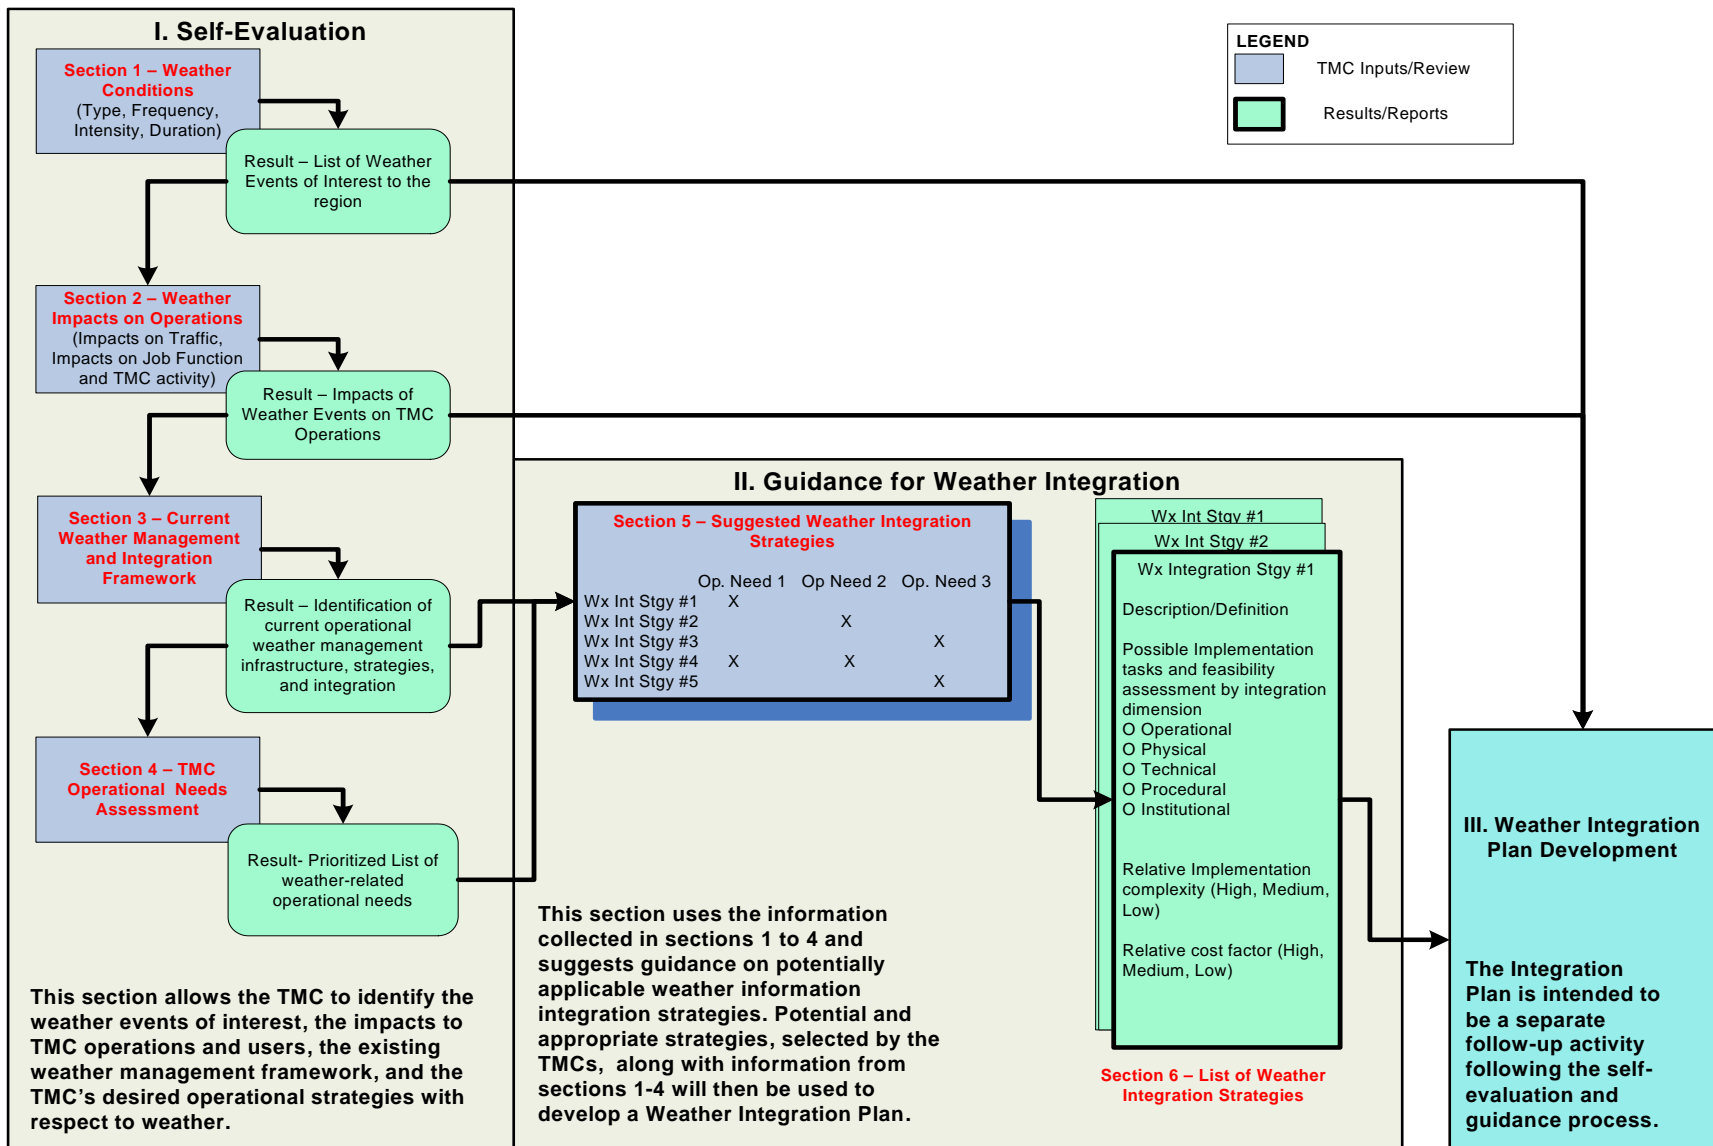 I. Self-Evaluation
Section 1 – Weather
Conditions
(Type, Frequency,
Intensity, Duration)
Result – List of Weather
Events of Interest to the
region
Section 2 – Weather
Impacts on Operations
(Impacts on Traffic,
Impacts on Job Function
and TMC activity)
Result – Impacts of
Weather Events on TMC
Operations
Section 3 – Current
Weather Management
and Integration
Framework
Result – Identification of
current operational
weather management
infrastructure, strategies,
and integration
Section 4 – TMC
Operational Needs
Assessment
Result- Prioritized List of
weather-related
operational needs
This section allows the TMC to identify the
weather events of interest, the impacts to
TMC operations and users, the existing
weather management framework, and the
TMC's desired operational strategies with
respect to weather.
LEGEND
TMC Inputs/Review
Results/Reports
II. Guidance for Weather Integration
Section 5 – Suggested Weather Integration
Strategies
Op. Need 1 Op Need 2 Op. Need 3
Wx Int Stgy #1 X
Wx Int Stgy #2 X
Wx Int Stgy #3 X
Wx Int Stgy #4 X X
Wx Int Stgy #5 X
This section uses the information
collected in sections 1 to 4 and
suggests guidance on potentially
applicable weather information
integration strategies. Potential and
appropriate strategies, selected by the
TMCs, along with information from
sections 1-4 will then be used to
develop a Weather Integration Plan.
Wx Int Stgy #1
Wx Int Stgy #2
Wx Integration Stgy #1
Description/Definition
Possible Implementation
tasks and feasibility
assessment by integration
dimension
O Operational
O Physical
O Technical
O Procedural
O Institutional
Relative Implementation
complexity (High, Medium,
Low)
Relative cost factor (High,
Medium, Low)
Section 6 – List of Weather
Integration Strategies
III. Weather Integration
Plan Development
The Integration
Plan is intended to
be a separate
follow-up activity
following the self-
evaluation and
guidance process.